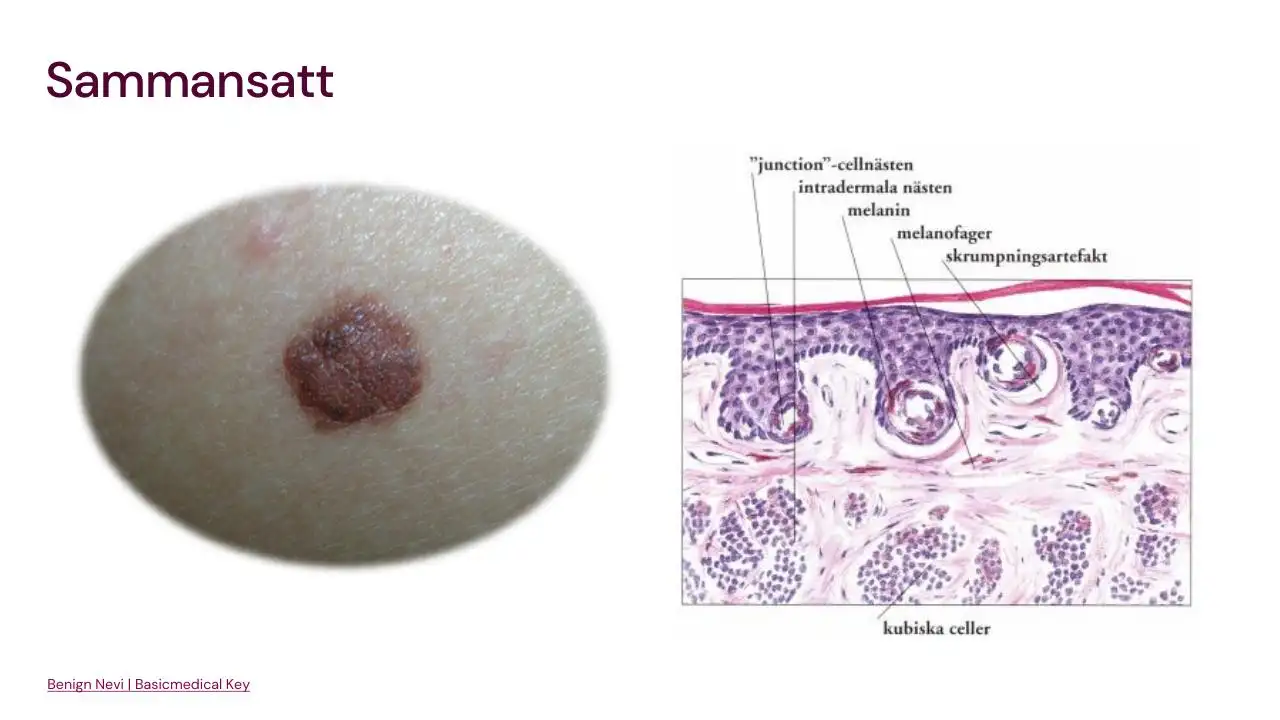 Sammansatt
”junction”-cellnästen
intradermala nästen
melanin
melanofager
skrumpningsartefakt
kubiska celler
Benign Nevi | Basicmedical Key